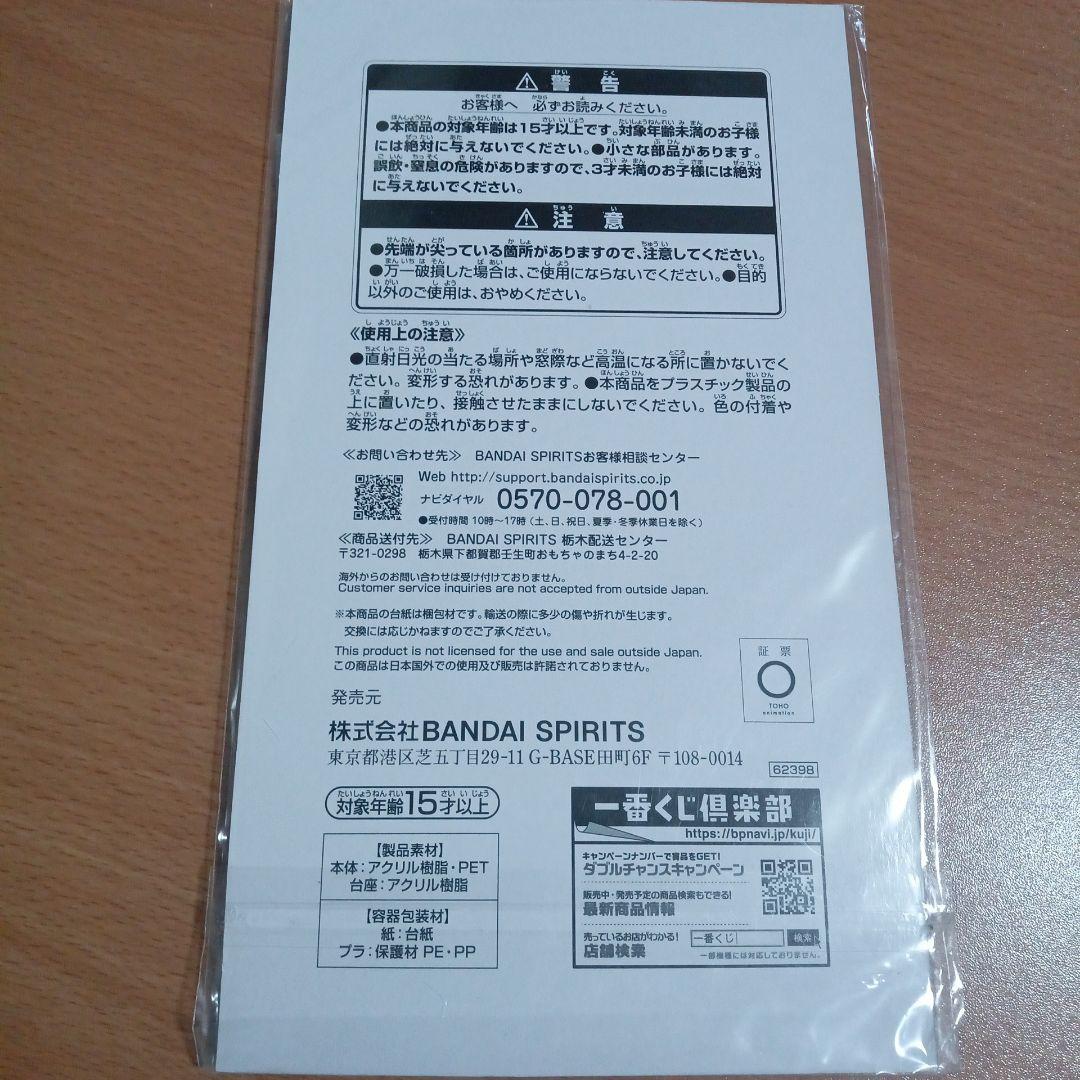 ⚠ 警告
お客様へ 必ずお読みください。
●本商品の対象年齢は15才以上です。対象年齢未満のお子様
には絶対に与えないでください。●小さな部品があります。
誤飲・窒息の危険がありますので、3才未満のお子様には絶対
に与えないでください。
⚠ 注意
●先端が尖っている箇所がありますので、注意してください。
●万一破損した場合は、ご使用にならないでください。●目的
以外のご使用は、おやめください。
《使用上の注意》
●直射日光の当たる場所や窓際など高温になる所に置かないでく
ださい。変形する恐れがあります。●本商品をプラスチック製品の
上に置いたり、接触させたままにしないでください。色の付着や
変形などの恐れがあります。
≪お問い合わせ先≫ BANDAI SPIRITSお客様相談センター
Web http://support.bandaispirits.co.jp
ナビダイヤル 0570-078-001
●受付時間 10時～17時(土、日、祝日、夏季・冬季休業日を除く)
≪商品送付先≫ BANDAI SPIRITS 栃木配送センター
〒321-0298 栃木県下都賀郡壬生町おもちゃのまち4-2-20
海外からのお問い合わせは受け付けておりません。
Customer service inquiries are not accepted from outside Japan.
※本商品の台紙は梱包材です。輸送の際に多少の傷や折れが生じます。
交換には応じかねますのでご了承ください。
This product is not licensed for the use and sale outside Japan.
この商品は日本国外での使用及び販売は許諾されておりません。
証票
TOHO
animation
発売元
株式会社BANDAI SPIRITS
東京都港区芝五丁目29-11 G-BASE田町6F 〒108-0014
62398
対象年齢15才以上
【製品素材】
本体：アクリル樹脂・PET
台座：アクリル樹脂
【容器包装材】
紙：台紙
プラ：保護材 PE・PP
一番くじ倶楽部
https://bpnavi.jp/kuji/
キャンペーンナンバーで賞品をGET!
ダブルチャンスキャンペーン
販売中・発売予定の商品検索もできる!
最新商品情報
売っているお店がわかる!
店舗検索
一番くじ 検索
一部機種には対応しておりません。